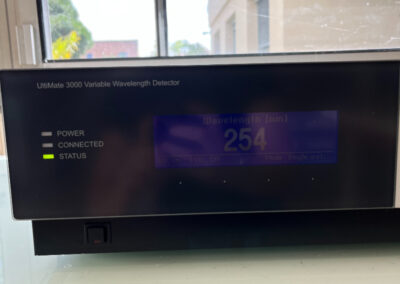 UltiMate 3000 Variable Wavelength Detector
POWER
CONNECTED
STATUS
Wavelength [nm]
254